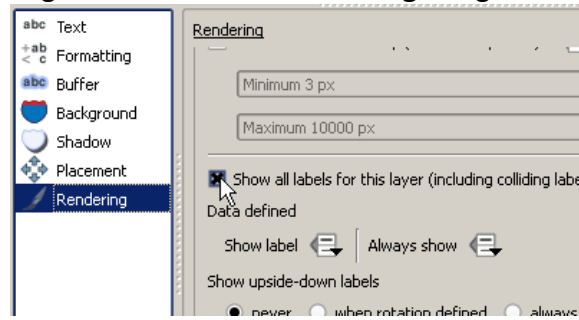 abc Text
Rendering
+ab
< c Formatting
abc Buffer
Minimum 3 px
Background
Maximum 10000 px
Shadow
Placement
Show all labels for this layer (including colliding labe
Rendering
Data defined
Show label
Always show
Show upside-down labels
never
when rotation defined
always